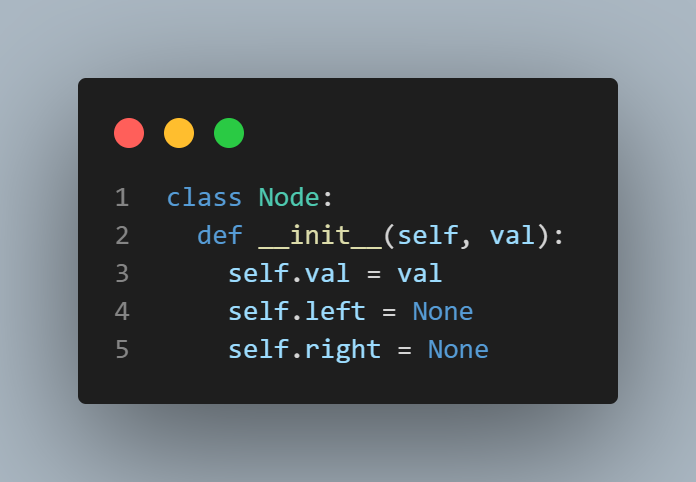 1 class Node:
2   def __init__(self, val):
3     self.val = val
4     self.left = None
5     self.right = None